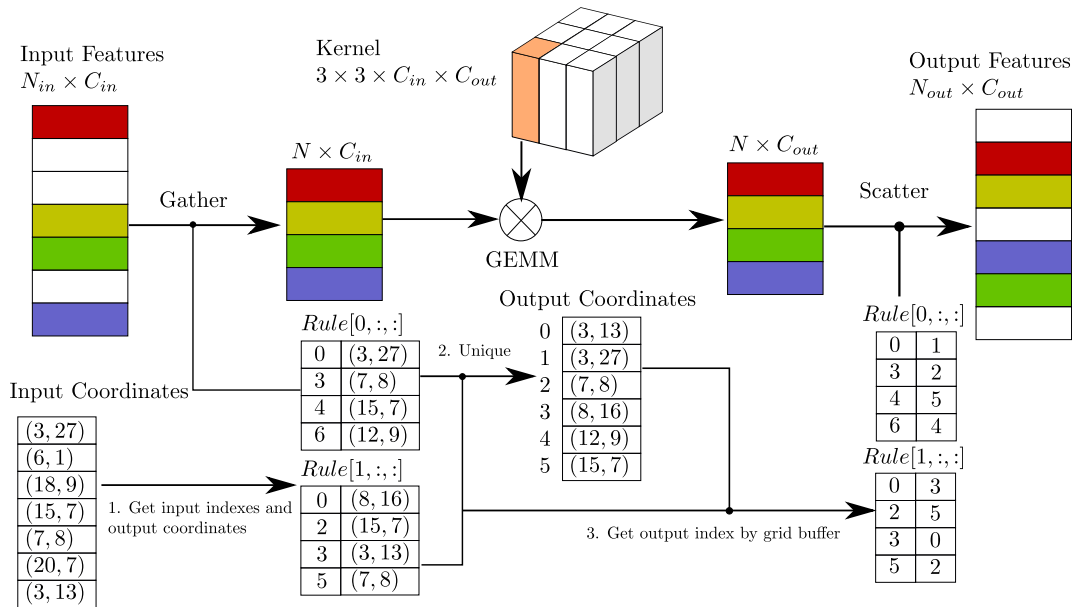 Input Features
N_in × C_in
Kernel
3 × 3 × C_in × C_out
Output Features
N_out × C_out
N × C_in
N × C_out
Gather
Scatter
GEMM
Output Coordinates
0 (3, 13)
1 (3, 27)
2 (7, 8)
3 (8, 16)
4 (12, 9)
5 (15, 7)
Rule[0, :, :]
0 (3, 27)
3 (7, 8)
4 (15, 7)
6 (12, 9)
2. Unique
Rule[0, :, :]
0 1
3 2
4 5
6 4
Input Coordinates
(3, 27)
(6, 1)
(18, 9)
(15, 7)
(7, 8)
(20, 7)
(3, 13)
1. Get input indexes and
output coordinates
Rule[1, :, :]
0 (8, 16)
2 (15, 7)
3 (3, 13)
5 (7, 8)
3. Get output index by grid buffer
Rule[1, :, :]
0 3
2 5
3 0
5 2